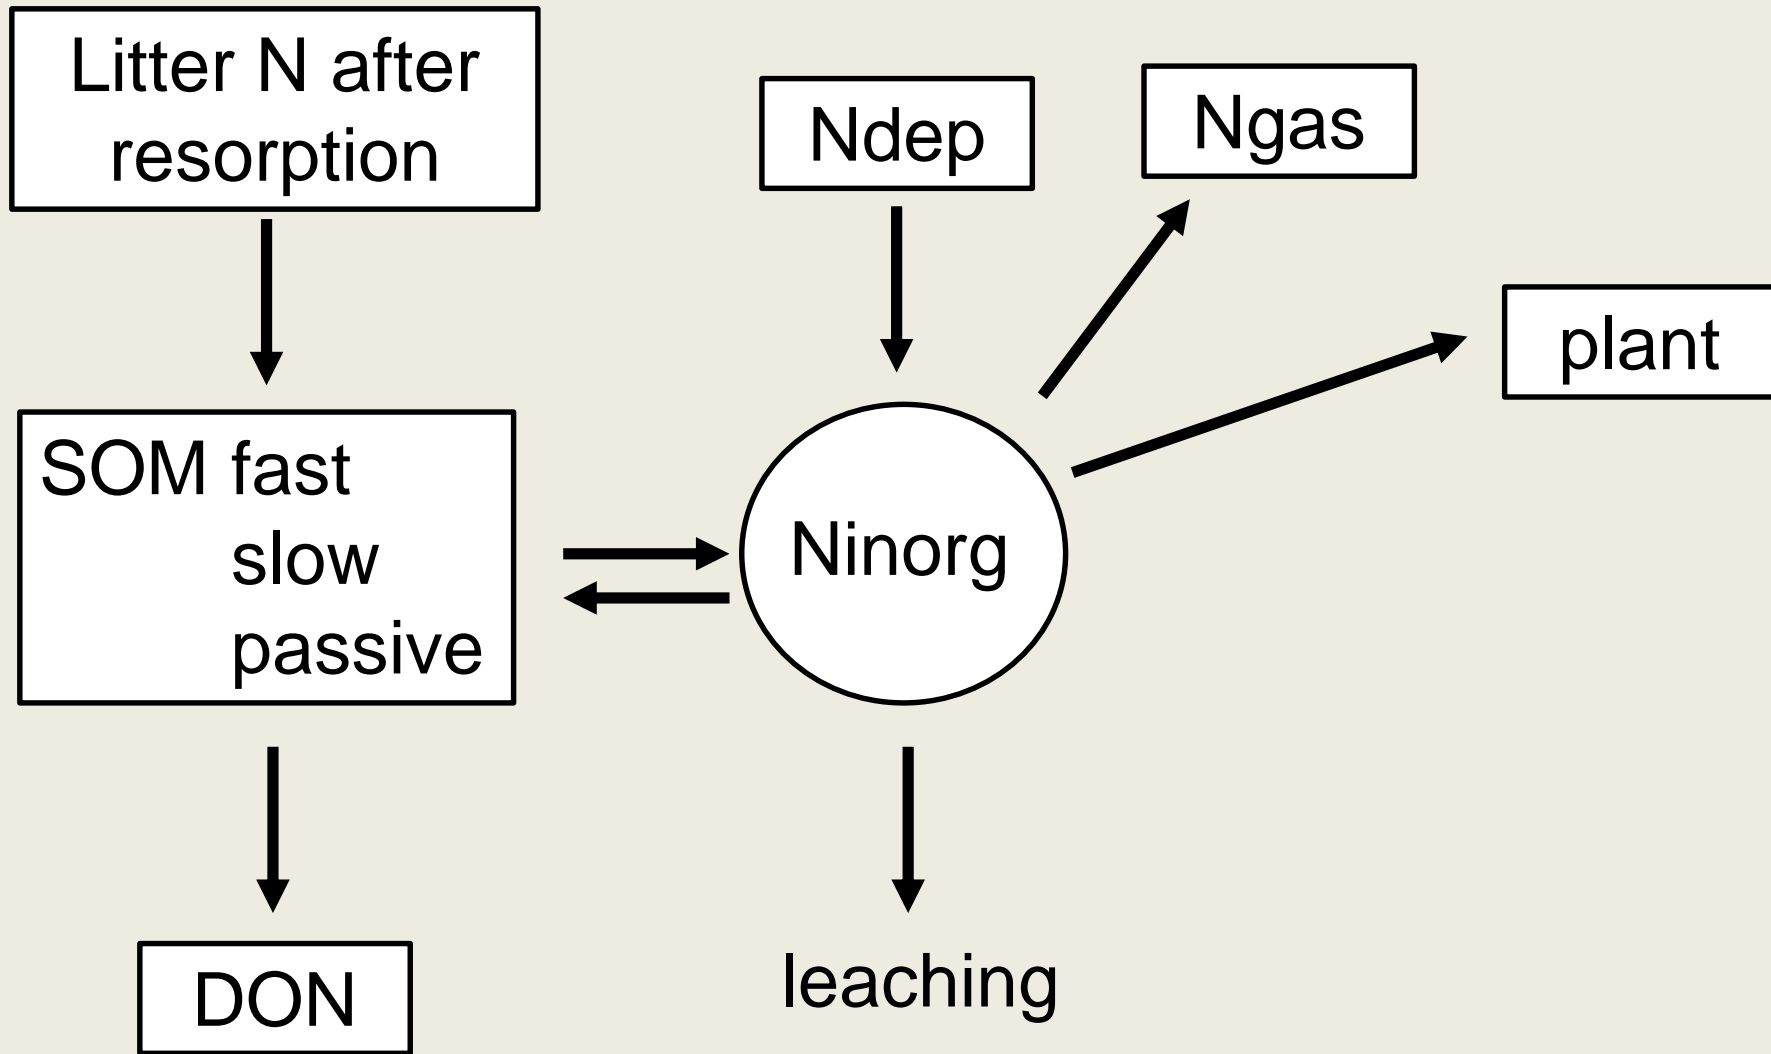 Litter N after
resorption
Ndep
Ngas
plant
SOM fast
slow
passive
Ninorg
DON
leaching